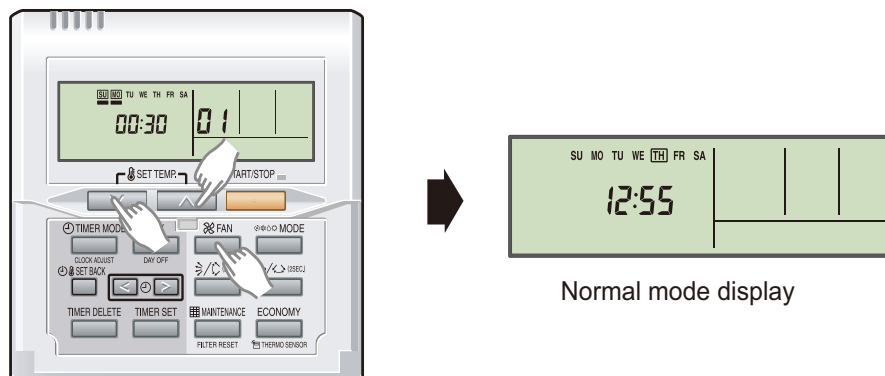 SU MO TU WE TH FR SA
00:30 01
SET TEMP. START/STOP
SU MO TU WE TH FR SA
12:55
TIMER MODE FAN MODE
CLOCK ADJUST DAY OFF
SET BACK (2SEC.)
TIMER DELETE TIMER SET MAINTENANCE ECONOMY
FILTER RESET THERMO SENSOR
Normal mode display